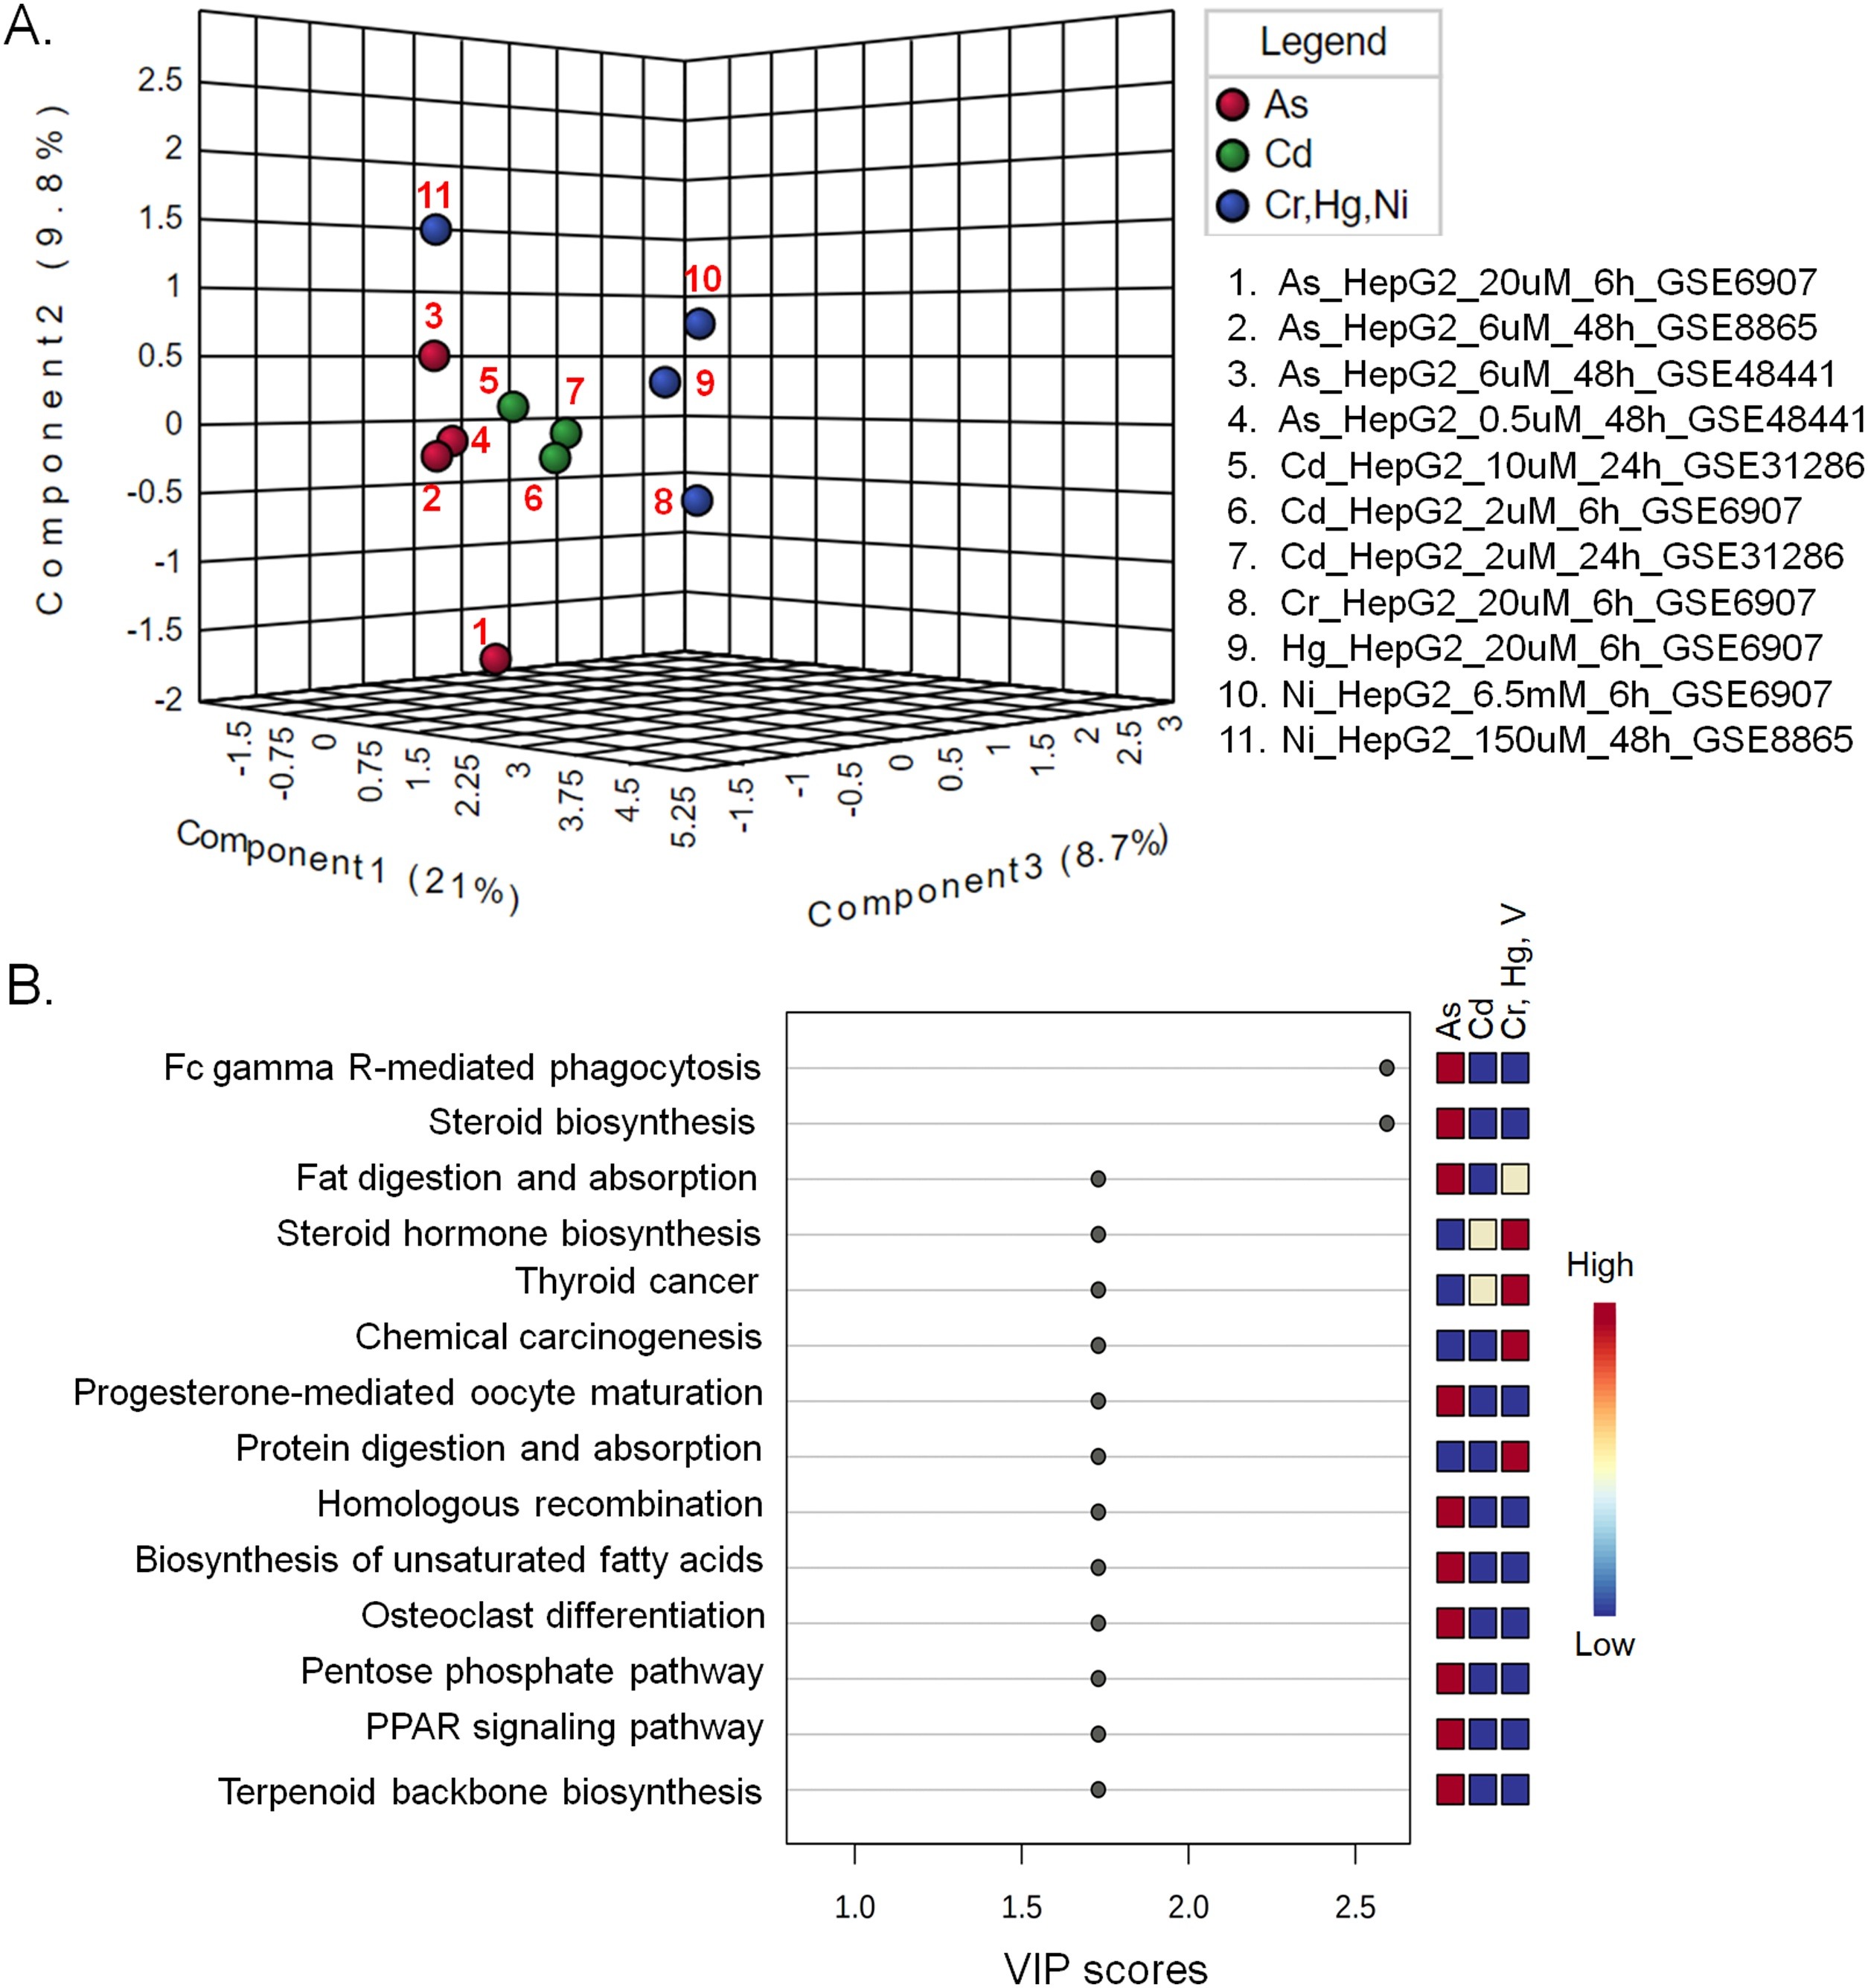 A.
Component2 (9.8%)
2.5
2
1.5
1
0.5
0
-0.5
-1
-1.5
-2
11
3
10
5
7
9
4
2
6
8
1
-1.5
-0.75
0
0.75
1.5
2.25
3
3.75
4.5
5.25
-1.5
-1
-0.5
0
0.5
1
1.5
2
2.5
3
Component1 (21%)
Component3 (8.7%)
Legend
As
Cd
Cr,Hg,Ni
1. As_HepG2_20uM_6h_GSE6907
2. As_HepG2_6uM_48h_GSE8865
3. As_HepG2_6uM_48h_GSE48441
4. As_HepG2_0.5uM_48h_GSE48441
5. Cd_HepG2_10uM_24h_GSE31286
6. Cd_HepG2_2uM_6h_GSE6907
7. Cd_HepG2_2uM_24h_GSE31286
8. Cr_HepG2_20uM_6h_GSE6907
9. Hg_HepG2_20uM_6h_GSE6907
10. Ni_HepG2_6.5mM_6h_GSE6907
11. Ni_HepG2_150uM_48h_GSE8865
B.
As
Cd
Cr, Hg, V
Fc gamma R-mediated phagocytosis
Steroid biosynthesis
Fat digestion and absorption
Steroid hormone biosynthesis
Thyroid cancer
Chemical carcinogenesis
Progesterone-mediated oocyte maturation
Protein digestion and absorption
Homologous recombination
Biosynthesis of unsaturated fatty acids
Osteoclast differentiation
Pentose phosphate pathway
PPAR signaling pathway
Terpenoid backbone biosynthesis
High
Low
1.0
1.5
2.0
2.5
VIP scores